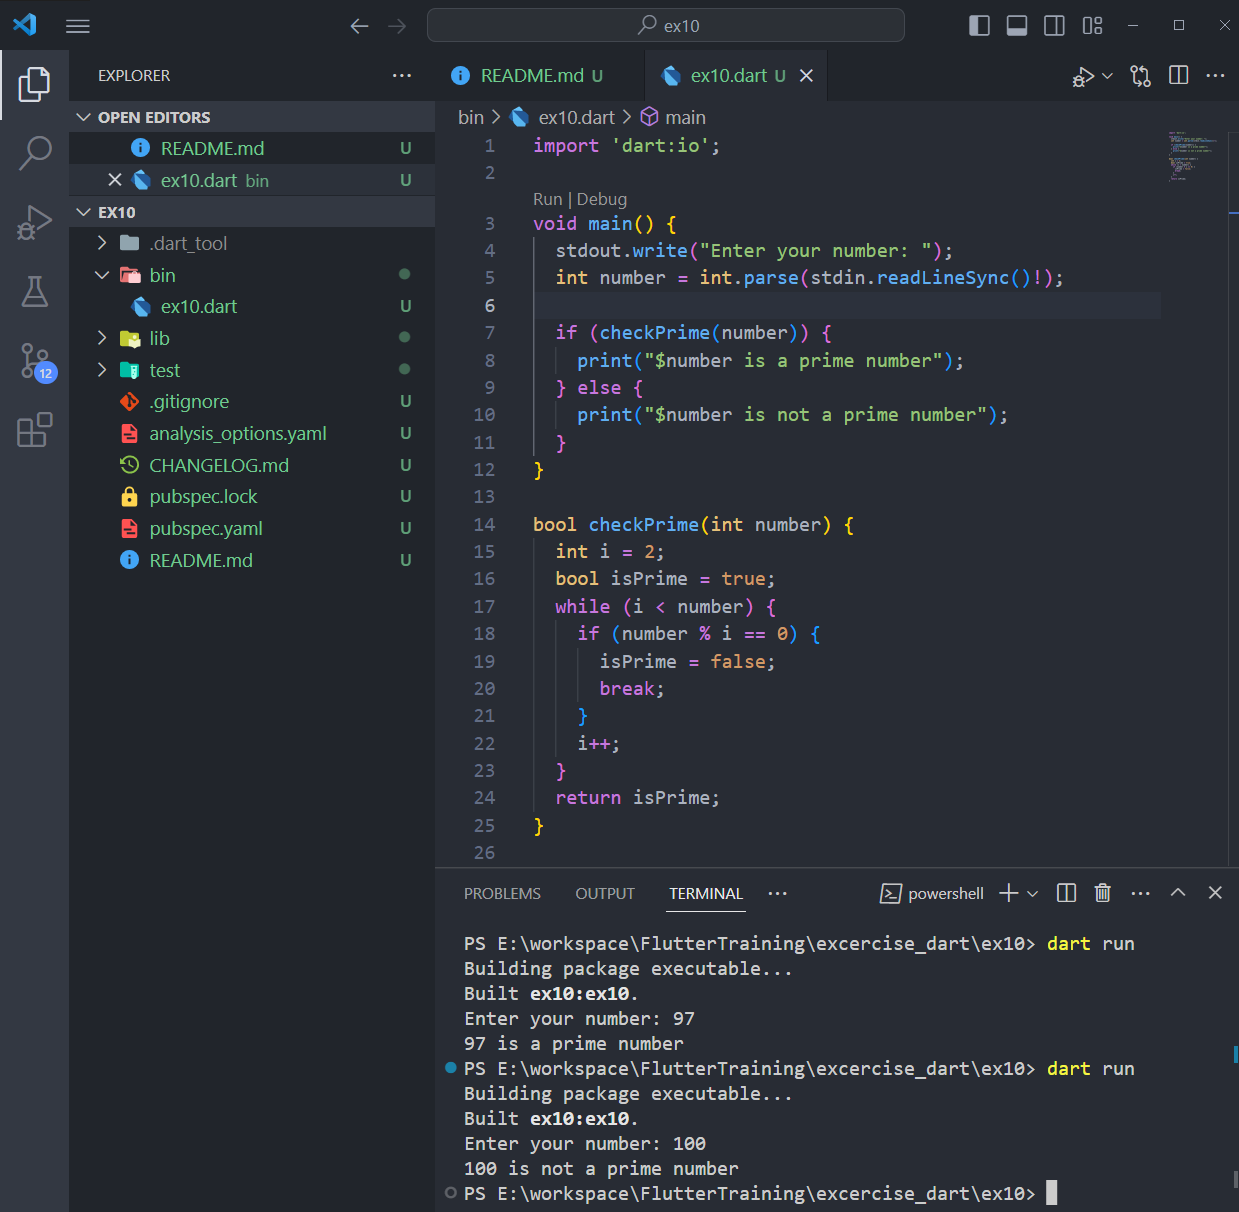 ex10
EXPLORER
OPEN EDITORS
README.md U
ex10.dart bin U
EX10
.dart_tool
bin
ex10.dart U
lib
test
.gitignore U
analysis_options.yaml U
CHANGELOG.md U
pubspec.lock U
pubspec.yaml U
README.md U
12
README.md U
ex10.dart U
bin > ex10.dart > main
1 import 'dart:io';
2
Run | Debug
3 void main() {
4 stdout.write("Enter your number: ");
5 int number = int.parse(stdin.readLineSync()!);
6
7 if (checkPrime(number)) {
8 print("$number is a prime number");
9 } else {
10 print("$number is not a prime number");
11 }
12 }
13
14 bool checkPrime(int number) {
15 int i = 2;
16 bool isPrime = true;
17 while (i < number) {
18 if (number % i == 0) {
19 isPrime = false;
20 break;
21 }
22 i++;
23 }
24 return isPrime;
25 }
26
PROBLEMS OUTPUT TERMINAL
powershell
PS E:\workspace\FlutterTraining\excercise_dart\ex10> dart run
Building package executable...
Built ex10:ex10.
Enter your number: 97
97 is a prime number
PS E:\workspace\FlutterTraining\excercise_dart\ex10> dart run
Building package executable...
Built ex10:ex10.
Enter your number: 100
100 is not a prime number
PS E:\workspace\FlutterTraining\excercise_dart\ex10>